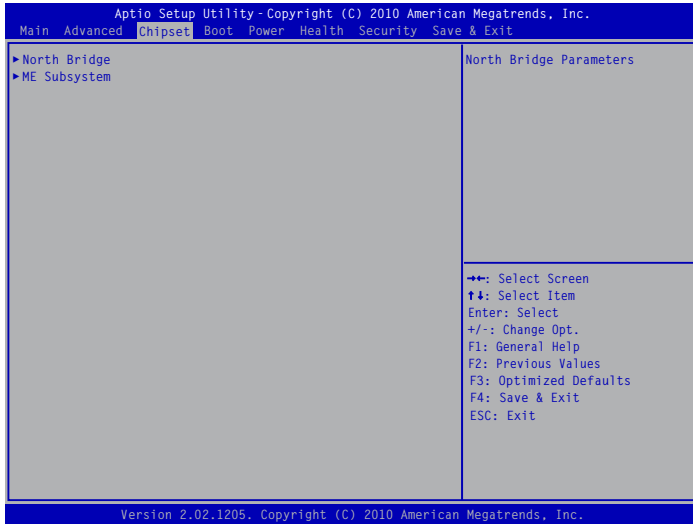 Aptio Setup Utility - Copyright (C) 2010 American Megatrends, Inc.
Main Advanced Chipset Boot Power Health Security Save & Exit
►North Bridge
►ME Subsystem
North Bridge Parameters
→←: Select Screen
↑↓: Select Item
Enter: Select
+/-: Change Opt.
F1: General Help
F2: Previous Values
F3: Optimized Defaults
F4: Save & Exit
ESC: Exit
Version 2.02.1205. Copyright (C) 2010 American Megatrends, Inc.